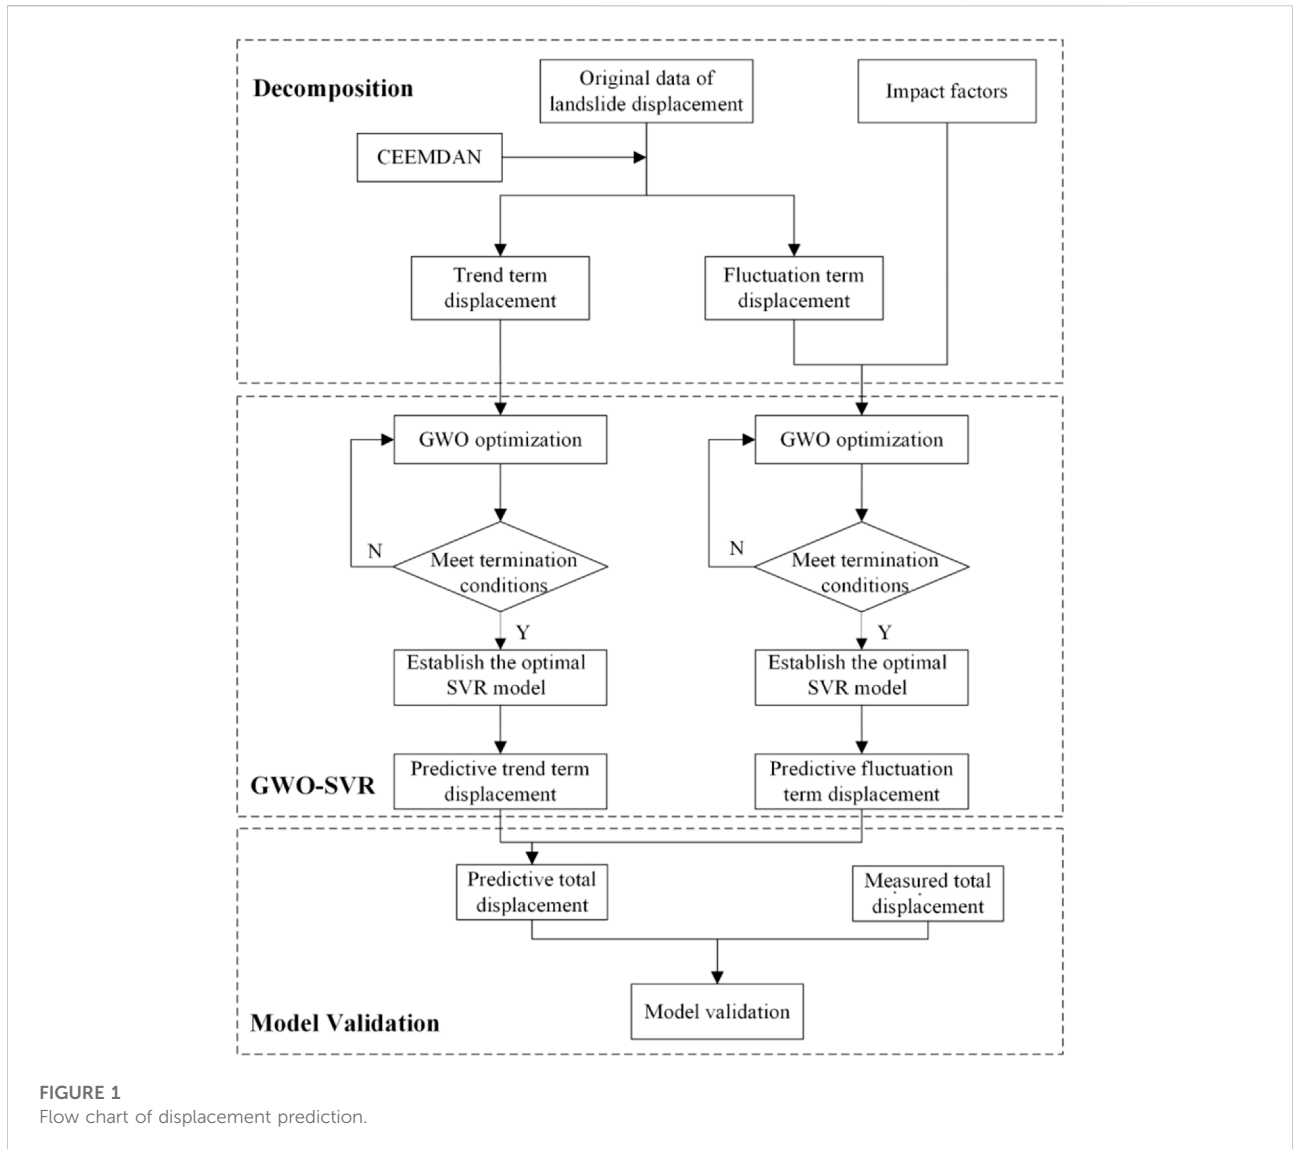 Decomposition
Original data of
landslide displacement
Impact factors
CEEMDAN
Trend term
displacement
Fluctuation term
displacement
GWO optimization
GWO optimization
N
Meet termination
conditions
N
Meet termination
conditions
Y
Y
Establish the optimal
SVR model
Establish the optimal
SVR model
GWO-SVR
Predictive trend term
displacement
Predictive fluctuation
term displacement
Predictive total
displacement
Measured total
displacement
Model validation
Model Validation
FIGURE 1
Flow chart of displacement prediction.